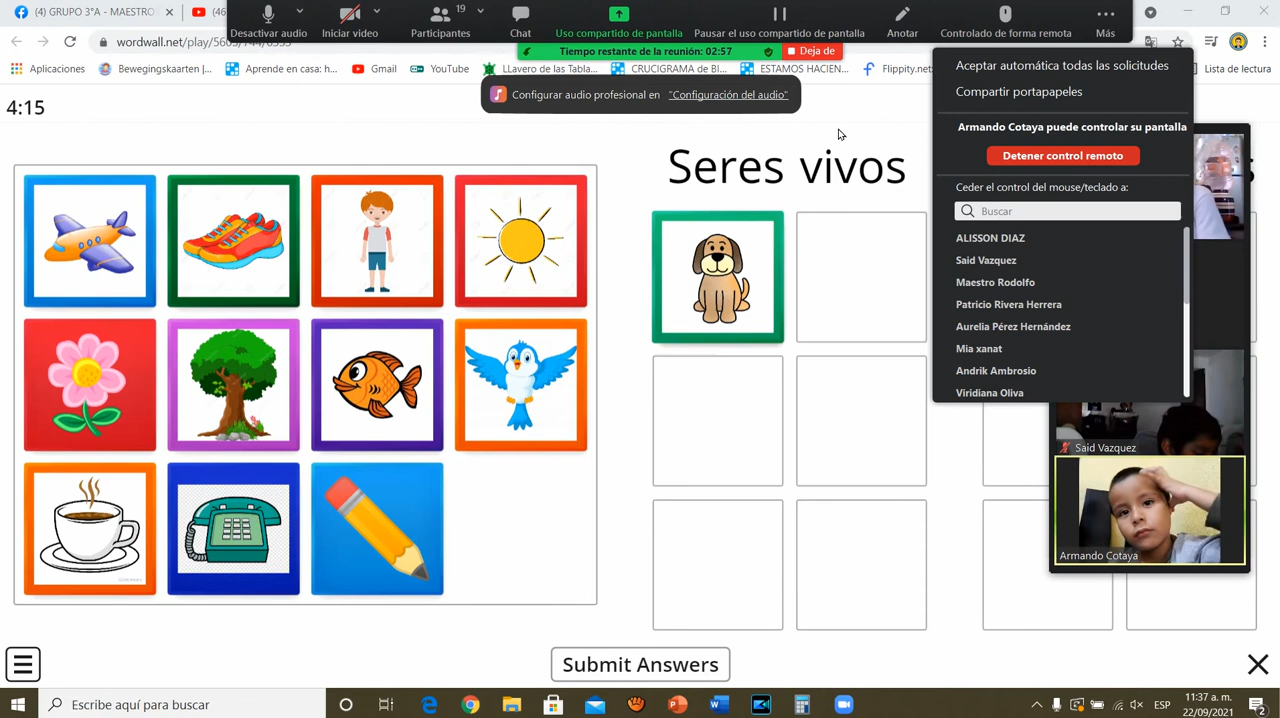 (4) GRUPO 3°A - MAESTRO
Desactivar audio
Iniciar video
19
Participantes
Chat
Uso compartido de pantalla
Pausar el uso compartido de pantalla
Anotar
Controlado de forma remota
Más
wordwall.net/play/
Tiempo restante de la reunión: 02:57
Deja de
Aplicaciones
Bewegingskaarten (...
Aprende en casa: h...
Gmail
YouTube
LLavero de las Tabla...
CRUCIGRAMA DE BI...
ESTAMOS HACIEN...
Flippity.net:
Lista de lectura
Configurar audio profesional en "Configuración del audio"
4:15
Seres vivos
Aceptar automática todas las solicitudes
Compartir portapapeles
Armando Cotaya puede controlar su pantalla
Detener control remoto
Ceder el control del mouse/teclado a:
Buscar
ALISSON DIAZ
Said Vazquez
Maestro Rodolfo
Patricio Rivera Herrera
Aurelia Pérez Hernández
Mia xanat
Andrik Ambrosio
Viridiana Oliva
Said Vazquez
Armando Cotaya
Submit Answers
Escribe aquí para buscar
ESP
11:37 a. m.
22/09/2021
2